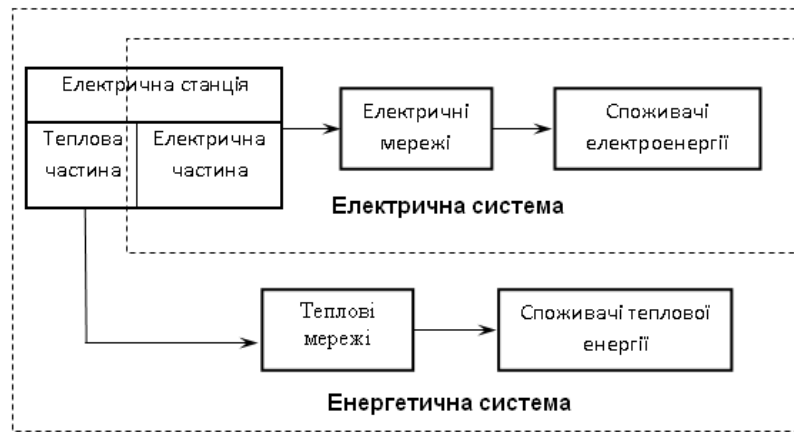 Електрична станція
Теплова
частина
Електрична
частина
Електричні
мережі
Споживачі
електроенергії
Електрична система
Теплові
мережі
Споживачі теплової
енергії
Енергетична система